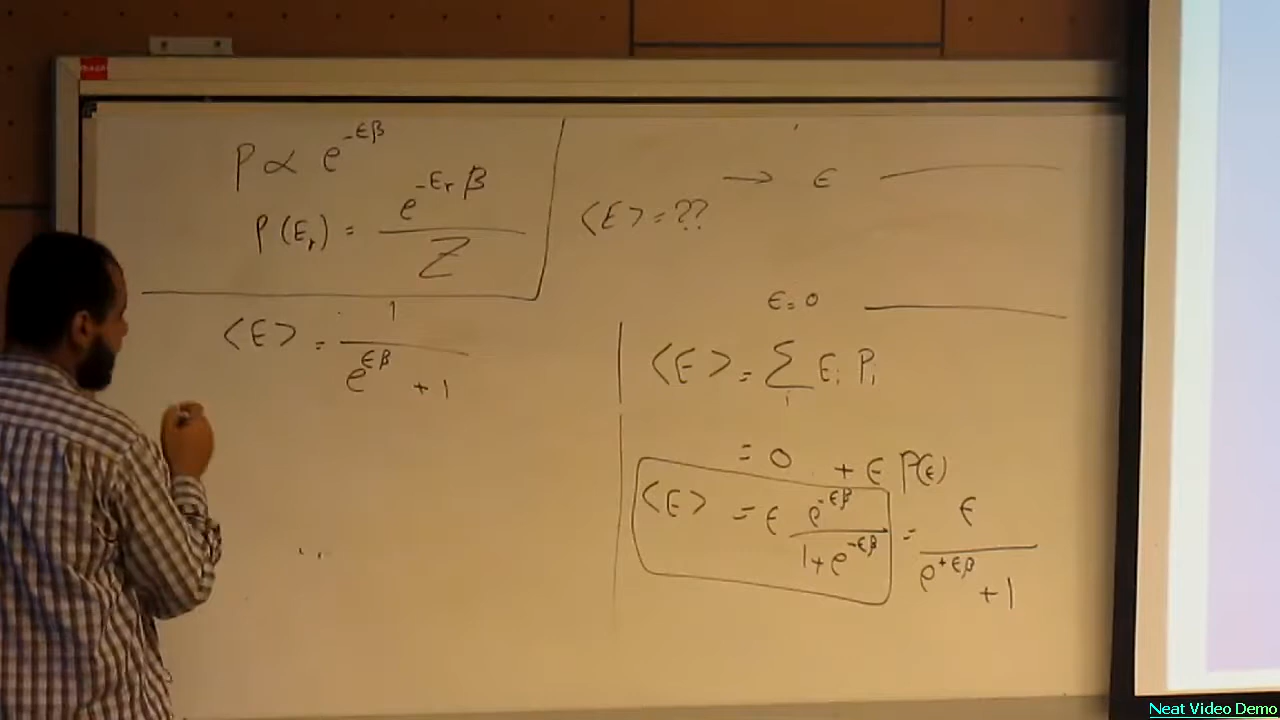 P ∝ e^{-εβ}
P(E_r) = e^{-E_r β} / Z
<E> = 1 / (e^{εβ} + 1)
→ ε
<E> = ??
ε = 0
<E> = Σ_i E_i P_i
= 0 + ε P(ε)
<E> = ε e^{-εβ} / (1 + e^{-εβ}) = ε / (e^{+εβ} + 1)
Neat Video Demo